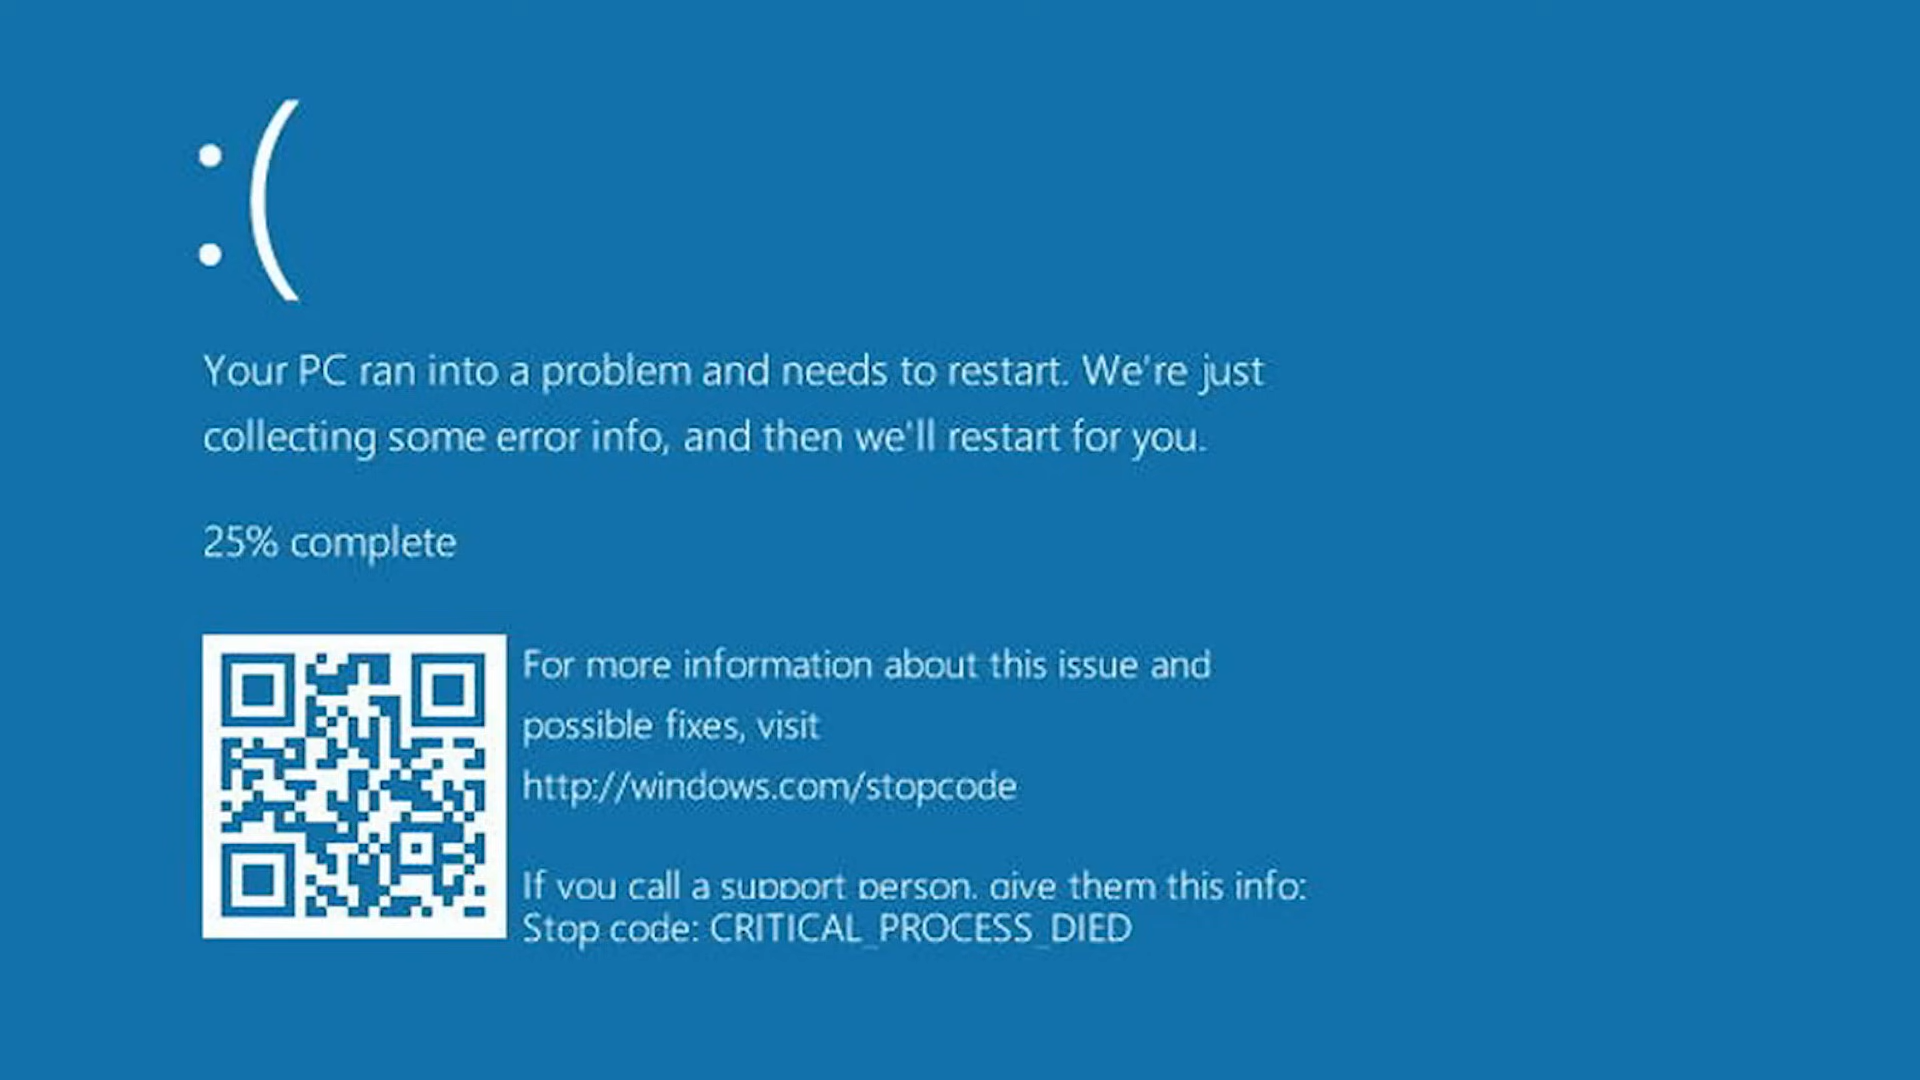 :(
Your PC ran into a problem and needs to restart. We're just
collecting some error info, and then we'll restart for you.
25% complete
For more information about this issue and
possible fixes, visit
http://windows.com/stopcode
If you call a support person, give them this info:
Stop code: CRITICAL_PROCESS_DIED